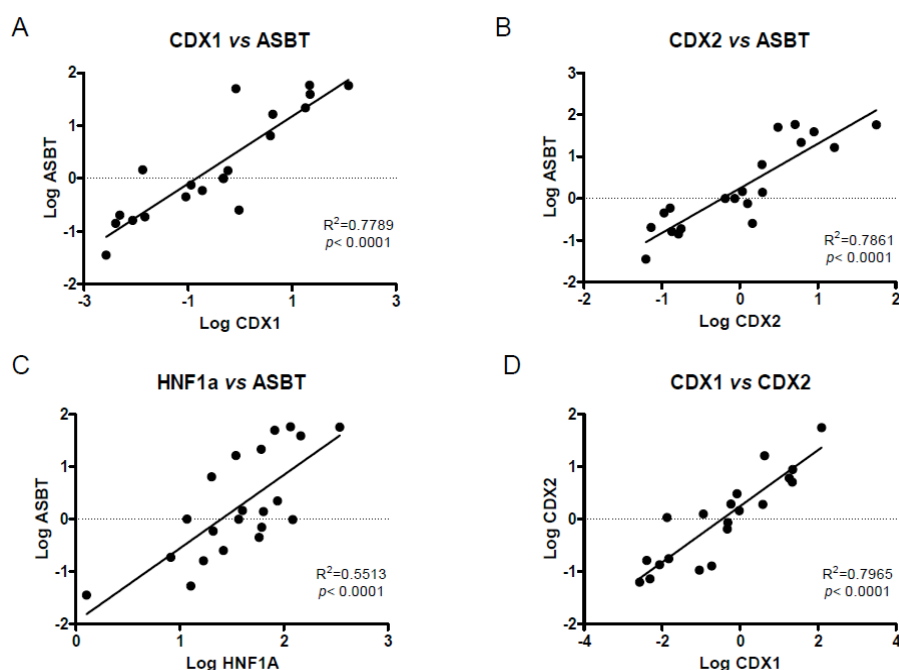 A
CDX1 vs ASBT
Log ASBT
2
1
0
-1
-2
-3
-1
1
3
Log CDX1
R²=0.7789
p< 0.0001
B
CDX2 vs ASBT
Log ASBT
3
2
1
0
-1
-2
-2
-1
0
1
2
Log CDX2
R²=0.7861
p< 0.0001
C
HNF1a vs ASBT
Log ASBT
2
1
0
-1
-2
0
1
2
3
Log HNF1A
R²=0.5513
p< 0.0001
D
CDX1 vs CDX2
Log CDX2
2
1
0
-1
-2
-4
-2
0
2
4
Log CDX1
R²=0.7965
p< 0.0001